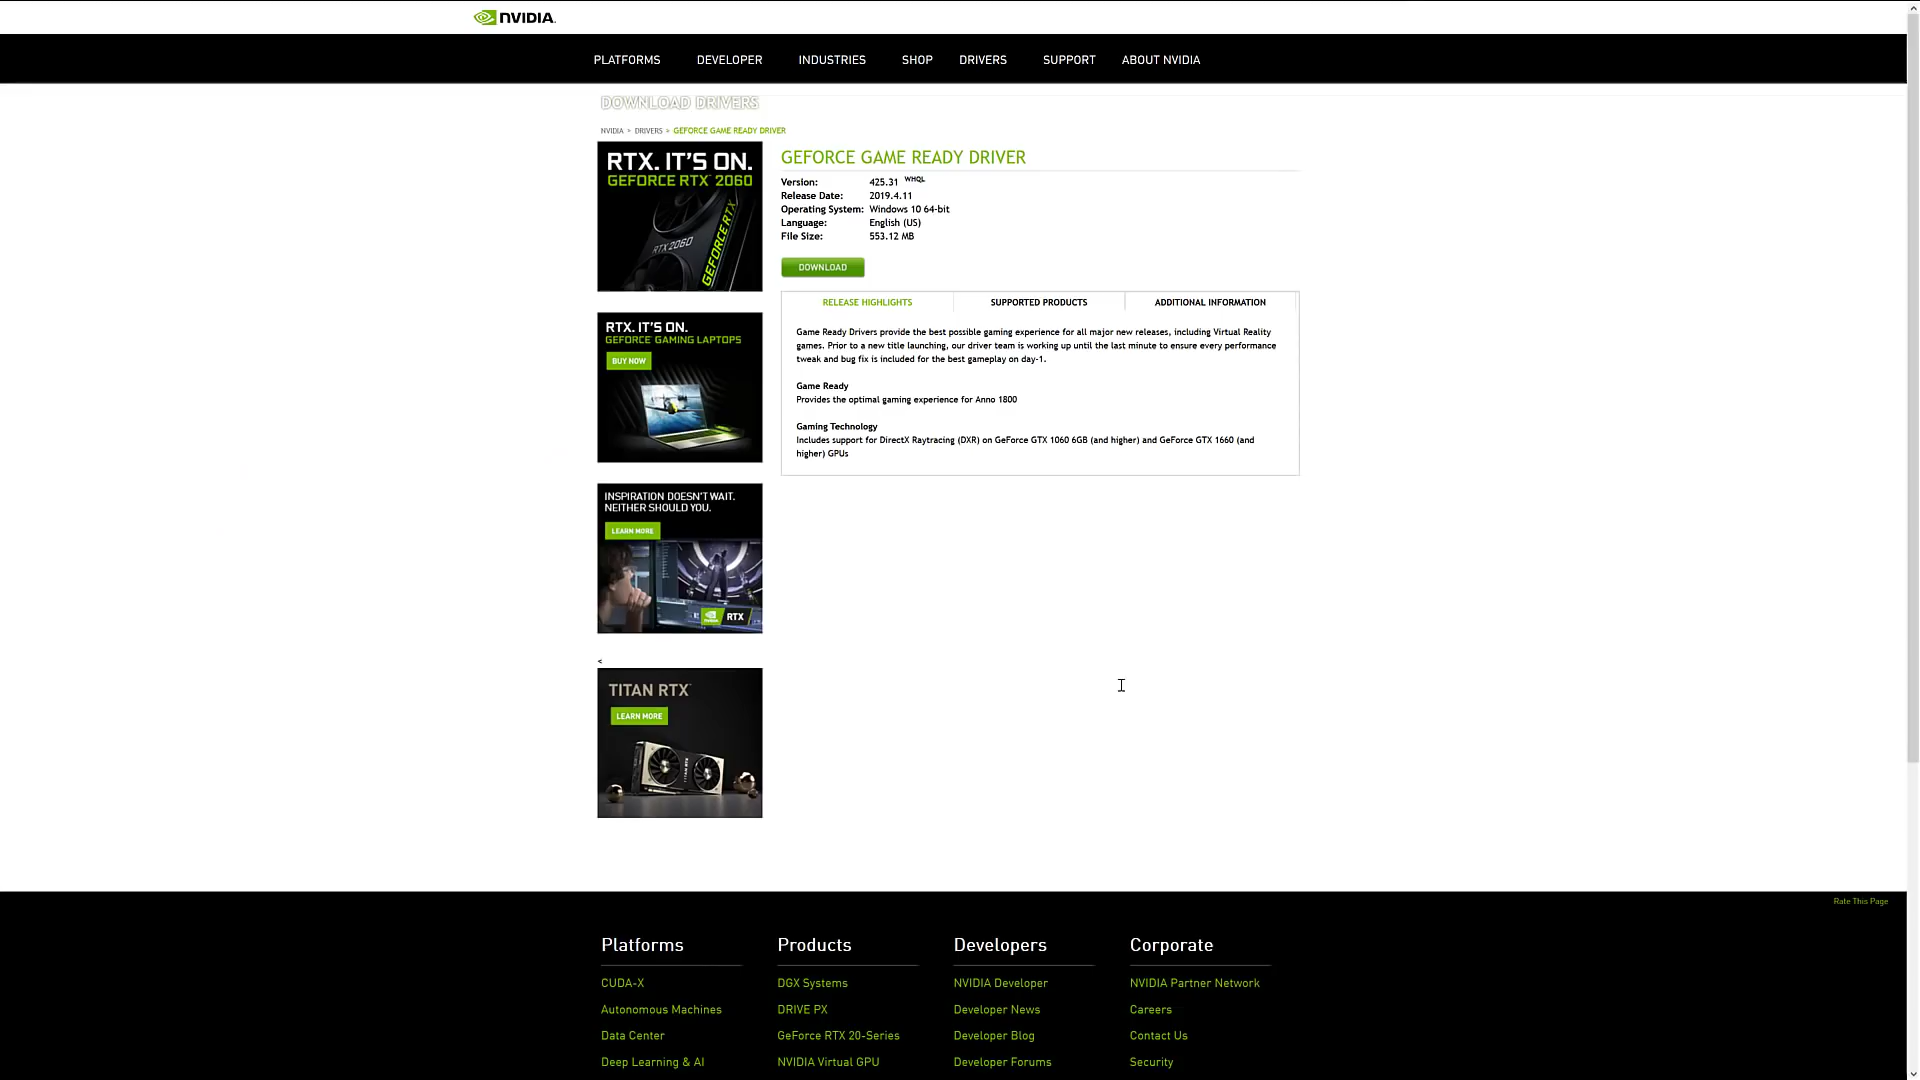 NVIDIA.
PLATFORMS DEVELOPER INDUSTRIES SHOP DRIVERS SUPPORT ABOUT NVIDIA
DOWNLOAD DRIVERS
NVIDIA > DRIVERS > GEFORCE GAME READY DRIVER
RTX. IT'S ON.
GEFORCE RTX™ 2060
RTX 2060
GEFORCE RTX
GEFORCE GAME READY DRIVER
Version: 425.31 WHQL
Release Date: 2019.4.11
Operating System: Windows 10 64-bit
Language: English (US)
File Size: 553.12 MB
DOWNLOAD
RELEASE HIGHLIGHTS SUPPORTED PRODUCTS ADDITIONAL INFORMATION
Game Ready Drivers provide the best possible gaming experience for all major new releases, including Virtual Reality
games. Prior to a new title launching, our driver team is working up until the last minute to ensure every performance
tweak and bug fix is included for the best gameplay on day-1.
Game Ready
Provides the optimal gaming experience for Anno 1800
Gaming Technology
Includes support for DirectX Raytracing (DXR) on GeForce GTX 1060 6GB (and higher) and GeForce GTX 1660 (and
higher) GPUs
RTX. IT'S ON.
GEFORCE® GAMING LAPTOPS
BUY NOW
INSPIRATION DOESN'T WAIT.
NEITHER SHOULD YOU.
LEARN MORE
RTX
<
TITAN RTX™
LEARN MORE
Rate This Page
Platforms Products Developers Corporate
CUDA-X DGX Systems NVIDIA Developer NVIDIA Partner Network
Autonomous Machines DRIVE PX Developer News Careers
Data Center GeForce RTX 20-Series Developer Blog Contact Us
Deep Learning & AI NVIDIA Virtual GPU Developer Forums Security